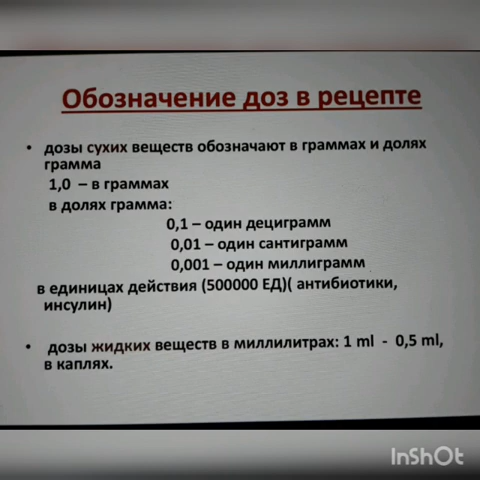 Обозначение доз в рецепте
• дозы сухих веществ обозначают в граммах и долях
грамма
1,0 – в граммах
в долях грамма:
0,1 – один дециграмм
0,01 – один сантиграмм
0,001 – один миллиграмм
в единицах действия (500000 ЕД)( антибиотики,
инсулин)
• дозы жидких веществ в миллилитрах: 1 ml - 0,5 ml,
в каплях.
InShOt